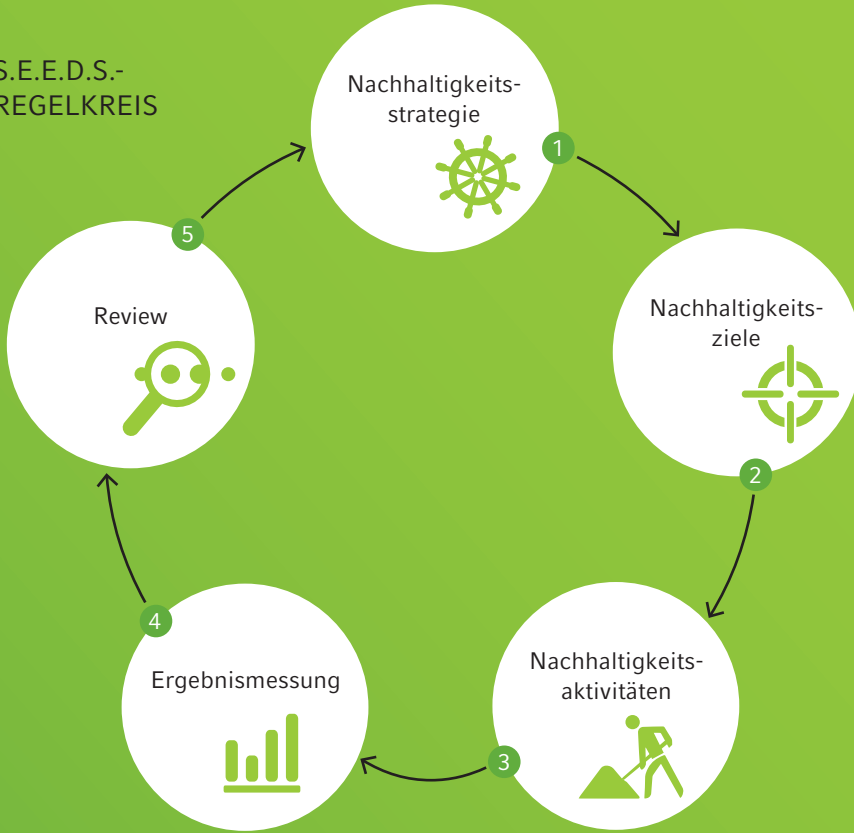 S.E.E.D.S.-
REGELKREIS
Nachhaltigkeits-
strategie
1
Nachhaltigkeits-
ziele
2
Nachhaltigkeits-
aktivitäten
3
Ergebnismessung
4
Review
5